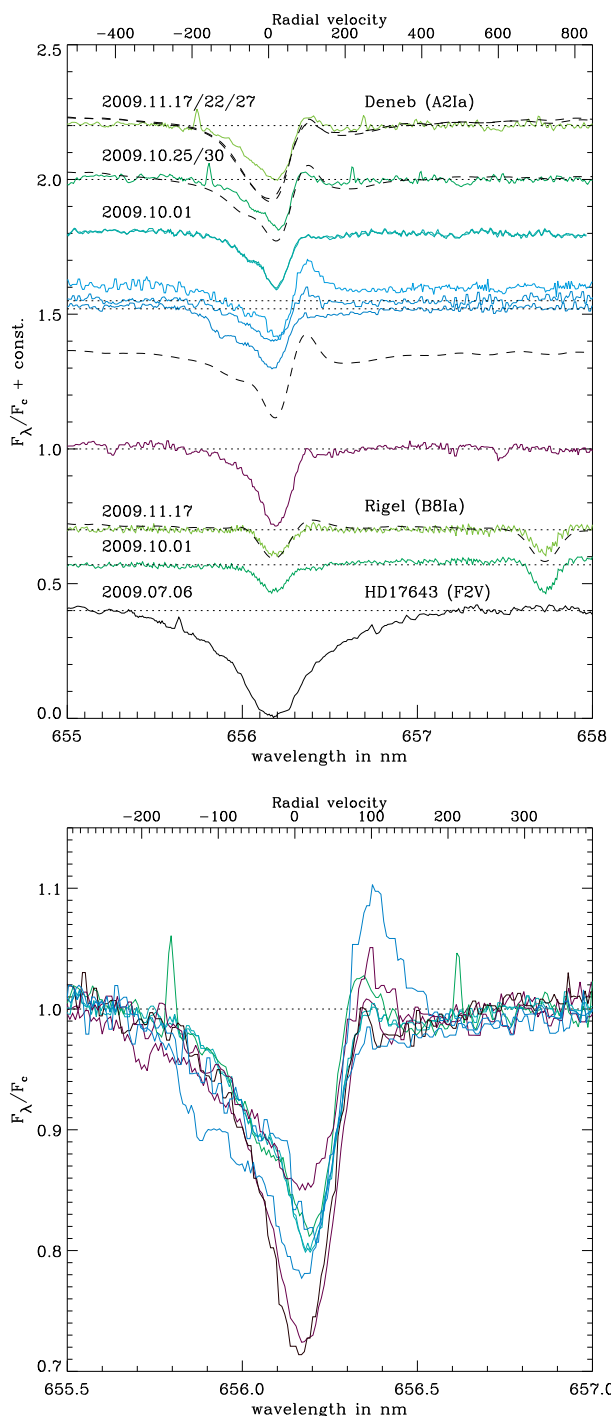 Radial velocity
-400 -200 0 200 400 600 800
2.5
2009.11.17/22/27 Deneb (A2Ia)
2009.10.25/30
2.0
2009.10.01
1.5
F_λ/F_c + const.
1.0
2009.11.17 Rigel (B8Ia)
2009.10.01
0.5
2009.07.06 HD17643 (F2V)
0.0
655 656 657 658
wavelength in nm
Radial velocity
-200 -100 0 100 200 300
1.1
1.0
F_λ/F_c
0.9
0.8
0.7
655.5 656.0 656.5 657.0
wavelength in nm